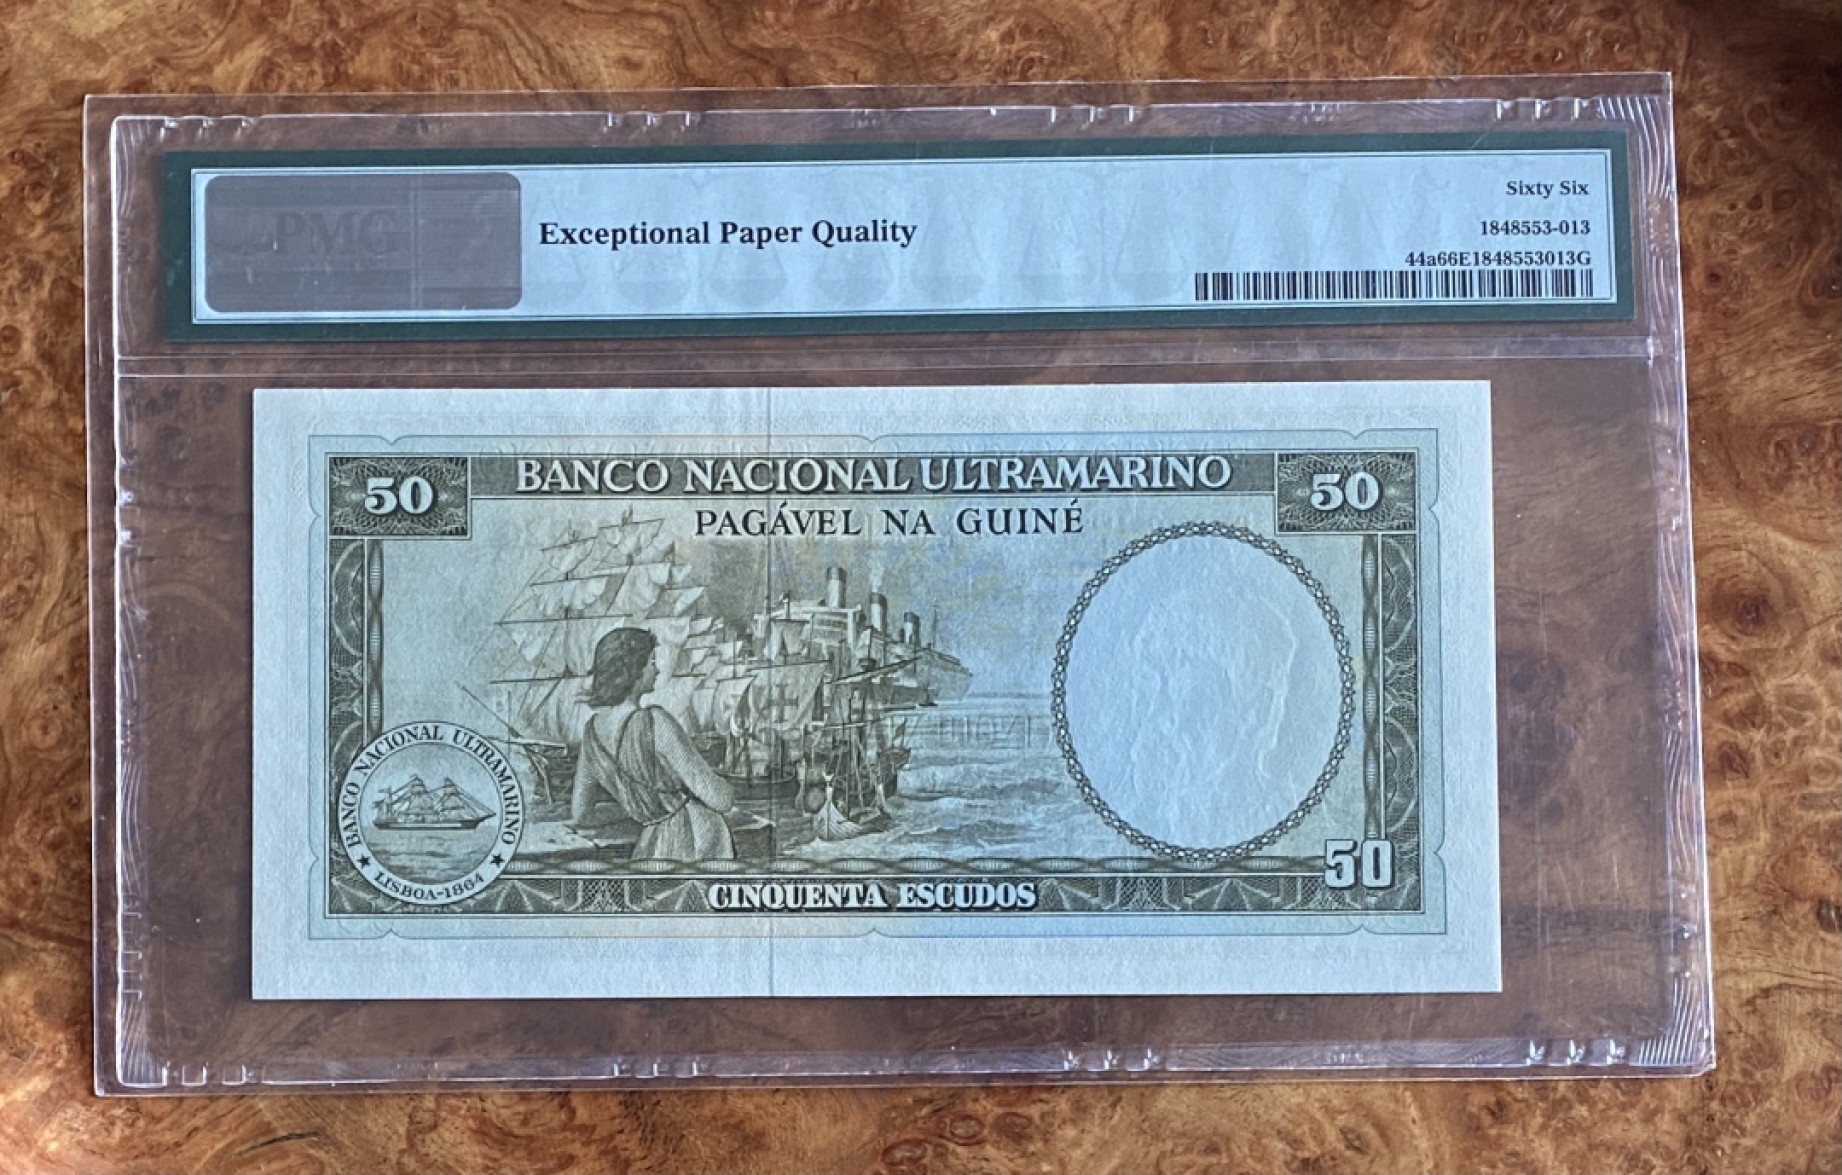 PMG
Exceptional Paper Quality
Sixty Six
1848553-013
44a66E1848553013G
50
BANCO NACIONAL ULTRAMARINO
50
PAGÁVEL NA GUINÉ
BANCO NACIONAL ULTRAMARINO
LISBOA-1864
50
CINQUENTA ESCUDOS